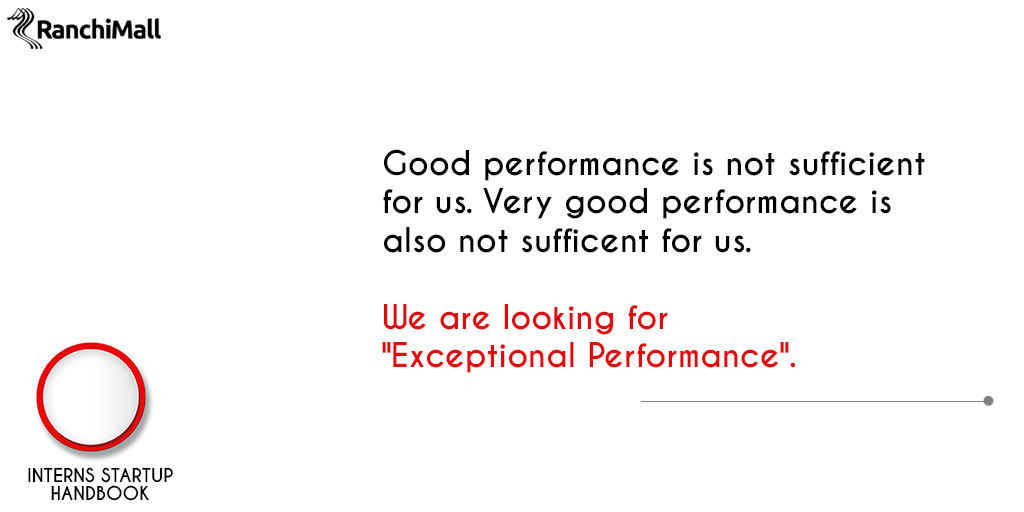 RanchiMall
Good performance is not sufficient
for us. Very good performance is
also not sufficent for us.
We are looking for
"Exceptional Performance".
INTERNS STARTUP
HANDBOOK